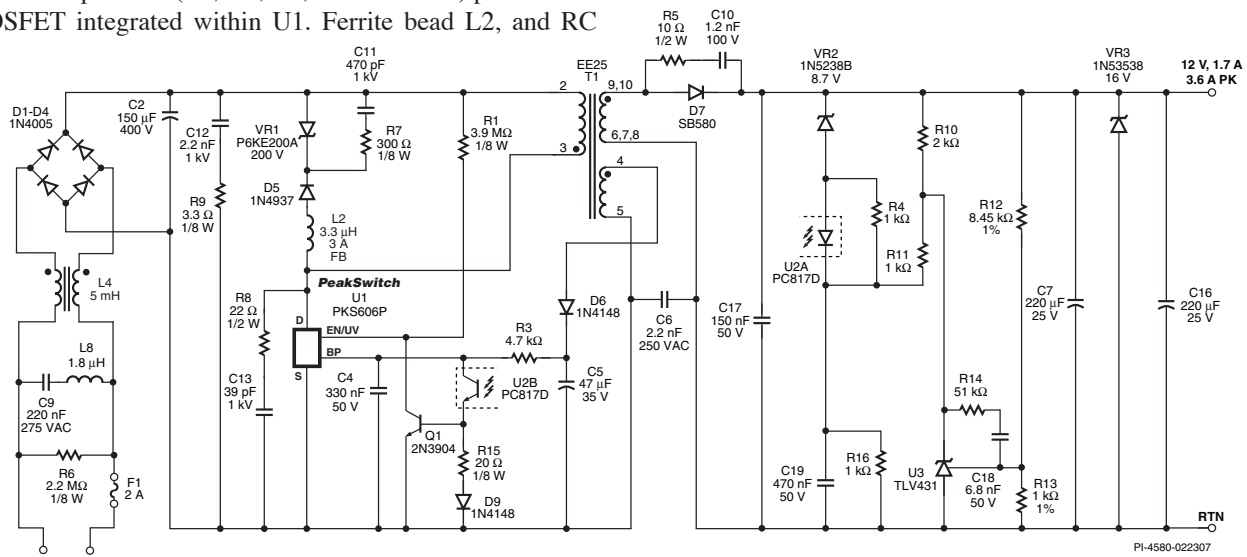 OSFET integrated within U1. Ferrite bead L2, and RC
D1-D4
1N4005
C2
150 µF
400 V
C12
2.2 nF
1 kV
R9
3.3 Ω
1/8 W
VR1
P6KE200A
200 V
D5
1N4937
L2
3.3 µH
3 A
FB
C11
470 pF
1 kV
R7
300 Ω
1/8 W
R1
3.9 MΩ
1/8 W
EE25
T1
2
3
9,10
6,7,8
4
5
R5
10 Ω
1/2 W
C10
1.2 nF
100 V
D7
SB580
VR2
1N5238B
8.7 V
VR3
1N53538
16 V
12 V, 1.7 A
3.6 A PK
R10
2 kΩ
R4
1 kΩ
R11
1 kΩ
R12
8.45 kΩ
1%
U2A
PC817D
L4
5 mH
L8
1.8 µH
C9
220 nF
275 VAC
R6
2.2 MΩ
1/8 W
F1
2 A
R8
22 Ω
1/2 W
C13
39 pF
1 kV
PeakSwitch
U1
PKS606P
D
EN/UV
BP
S
C4
330 nF
50 V
R3
4.7 kΩ
D6
1N4148
U2B
PC817D
C5
47 µF
35 V
Q1
2N3904
R15
20 Ω
1/8 W
D9
1N4148
C6
2.2 nF
250 VAC
C17
150 nF
50 V
C7
220 µF
25 V
C16
220 µF
25 V
R14
51 kΩ
C19
470 nF
50 V
R16
1 kΩ
U3
TLV431
C18
6.8 nF
50 V
R13
1 kΩ
1%
RTN
PI-4580-022307